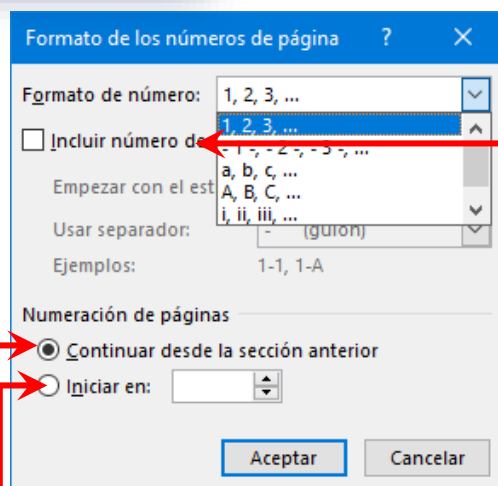 Formato de los números de página ? ×
Formato de número: 1, 2, 3, ...
1, 2, 3, ...
Incluir número de
- 1 -, - 2 -, - 3 -, ...
a, b, c, ...
Empezar con el est
A, B, C, ...
i, ii, iii, ...
Usar separador: - (guión)
Ejemplos: 1-1, 1-A
Numeración de páginas
Continuar desde la sección anterior
Iniciar en:
Aceptar Cancelar